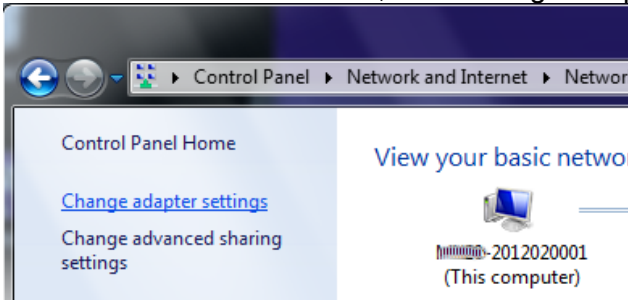 Control Panel ▸ Network and Internet ▸ Networ
Control Panel Home
View your basic networ
Change adapter settings
Change advanced sharing
settings
-2012020001
(This computer)